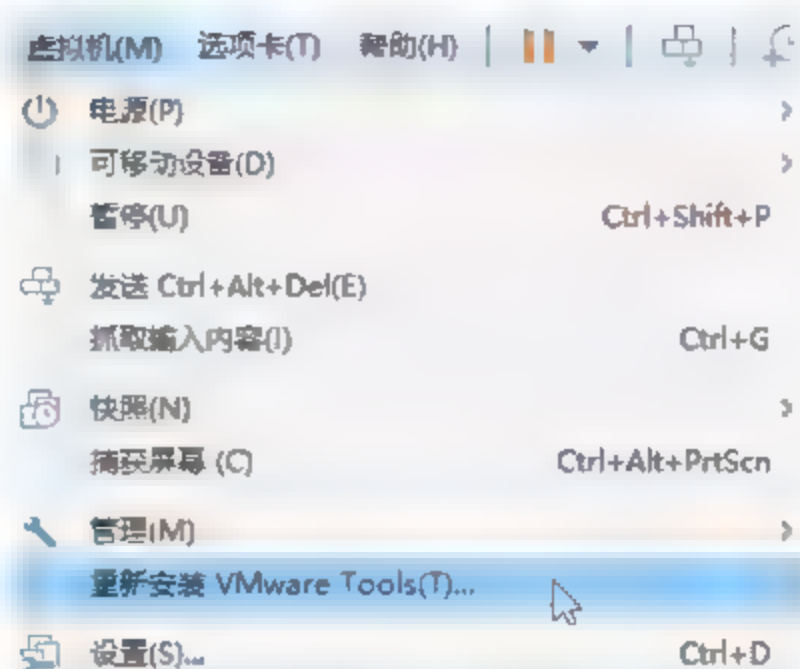 虚拟机(M) 选项卡(T) 帮助(H)
电源(P)
可移动设备(D)
暂停(U) Ctrl+Shift+P
发送 Ctrl+Alt+Del(E)
抓取输入内容(I) Ctrl+G
快照(N)
捕获屏幕 (C) Ctrl+Alt+PrtScn
管理(M)
重新安装 VMware Tools(T)...
设置(S)... Ctrl+D